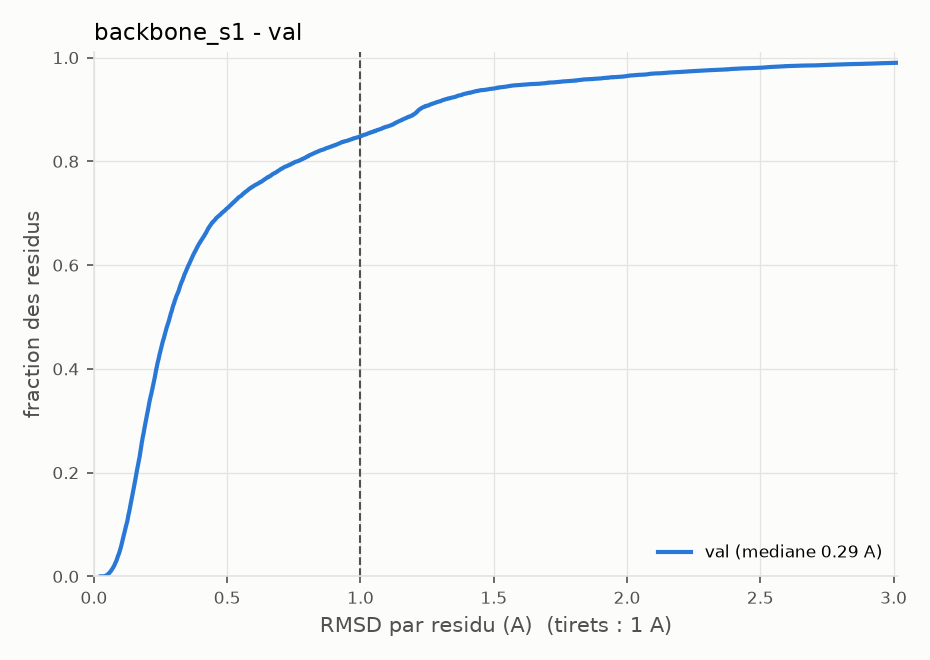 backbone_s1 - val
1.0
0.8
0.6
0.4
0.2
0.0
fraction des residus
val (mediane 0.29 A)
0.0 0.5 1.0 1.5 2.0 2.5 3.0
RMSD par residu (A)  (tirets : 1 A)